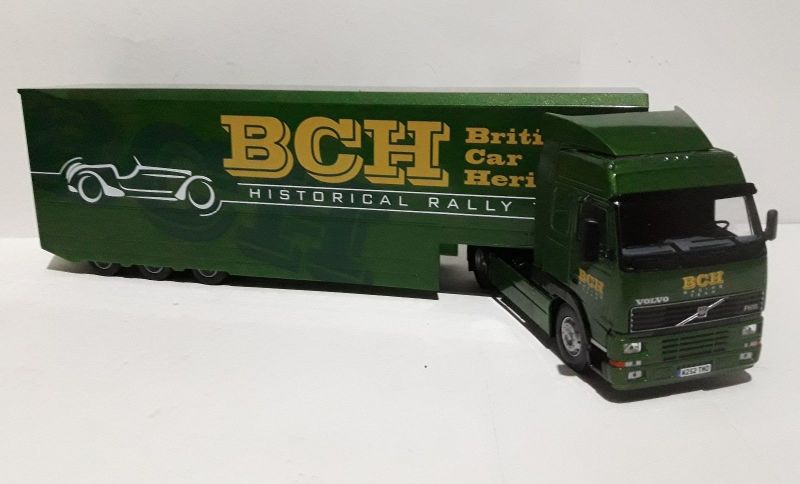 BCH
Briti
Car
Heri
HISTORICAL RALLY
BCH
BCH
VOLVO